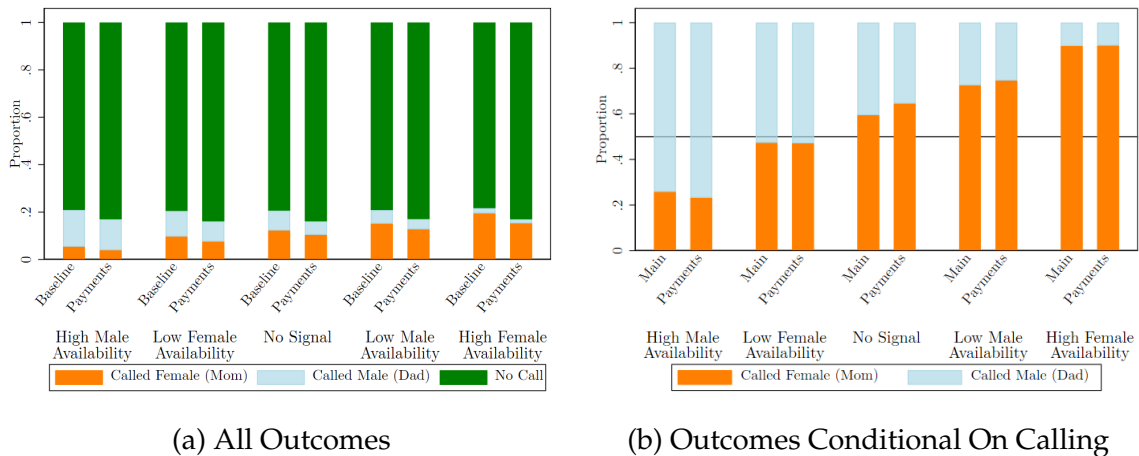 Proportion
0 .2 .4 .6 .8 1
Baseline Payments Baseline Payments Baseline Payments Baseline Payments Baseline Payments
High Male Availability
Low Female Availability
No Signal
Low Male Availability
High Female Availability
Called Female (Mom) Called Male (Dad) No Call
(a) All Outcomes
Proportion
0 .2 .4 .6 .8 1
Main Payments Main Payments Main Payments Main Payments Main Payments
High Male Availability
Low Female Availability
No Signal
Low Male Availability
High Female Availability
Called Female (Mom) Called Male (Dad)
(b) Outcomes Conditional On Calling